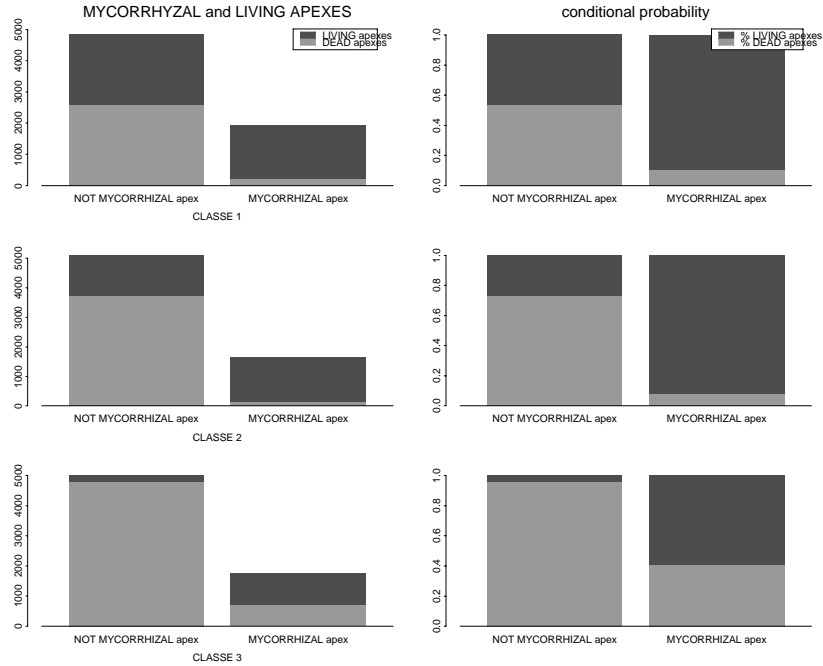 MYCORRHYZAL and LIVING APEXES
5000
4000
3000
2000
1000
0
LIVING apexes
DEAD apexes
NOT MYCORRHIZAL apex
MYCORRHIZAL apex
CLASSE 1
conditional probability
1.0
0.8
0.6
0.4
0.2
0.0
% LIVING apexes
% DEAD apexes
NOT MYCORRHIZAL apex
MYCORRHIZAL apex
5000
4000
3000
2000
1000
0
NOT MYCORRHIZAL apex
MYCORRHIZAL apex
CLASSE 2
1.0
0.8
0.6
0.4
0.2
0.0
NOT MYCORRHIZAL apex
MYCORRHIZAL apex
5000
4000
3000
2000
1000
0
NOT MYCORRHIZAL apex
MYCORRHIZAL apex
CLASSE 3
1.0
0.8
0.6
0.4
0.2
0.0
NOT MYCORRHIZAL apex
MYCORRHIZAL apex